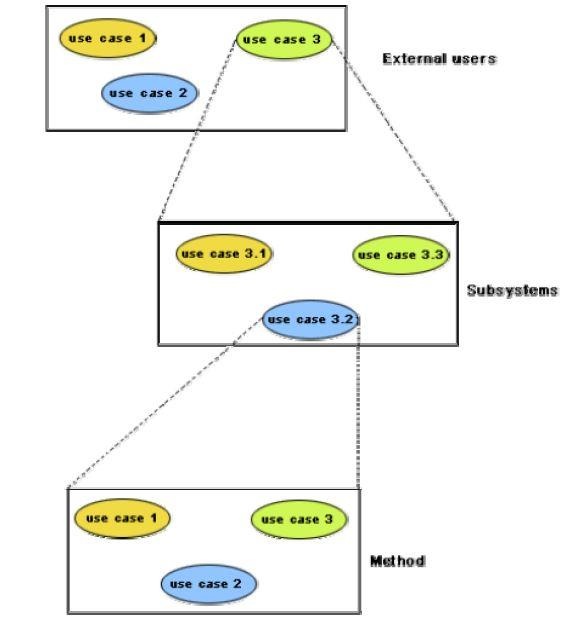 use case 1
use case 3
External users
use case 2
use case 3.1
use case 3.3
Subsystems
use case 3.2
use case 1
use case 3
Method
use case 2